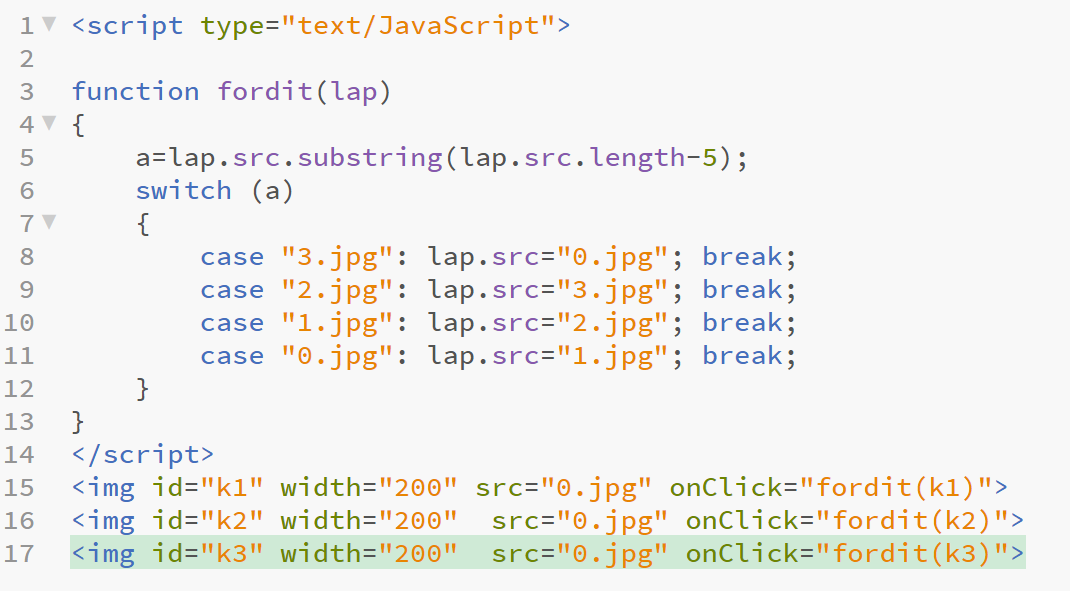 1 <script type="text/JavaScript">
2
3 function fordit(lap)
4 {
5     a=lap.src.substring(lap.src.length-5);
6     switch (a)
7     {
8         case "3.jpg": lap.src="0.jpg"; break;
9         case "2.jpg": lap.src="3.jpg"; break;
10         case "1.jpg": lap.src="2.jpg"; break;
11         case "0.jpg": lap.src="1.jpg"; break;
12     }
13 }
14 </script>
15 <img id="k1" width="200" src="0.jpg" onClick="fordit(k1)">
16 <img id="k2" width="200"  src="0.jpg" onClick="fordit(k2)">
17 <img id="k3" width="200"  src="0.jpg" onClick="fordit(k3)">